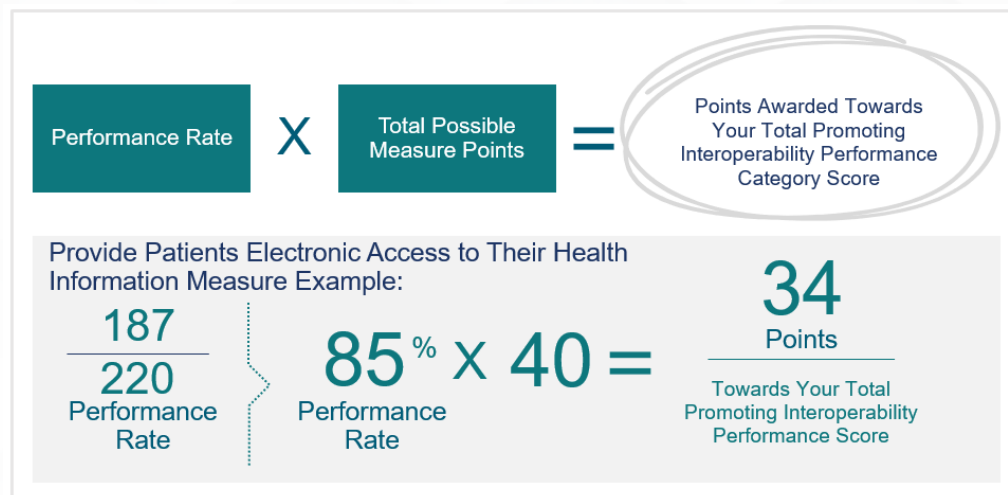 Performance Rate
X
Total Possible
Measure Points
=
Points Awarded Towards
Your Total Promoting
Interoperability Performance
Category Score
Provide Patients Electronic Access to Their Health
Information Measure Example:
187
220
Performance
Rate
85% X 40 =
Performance
Rate
34
Points
Towards Your Total
Promoting Interoperability
Performance Score